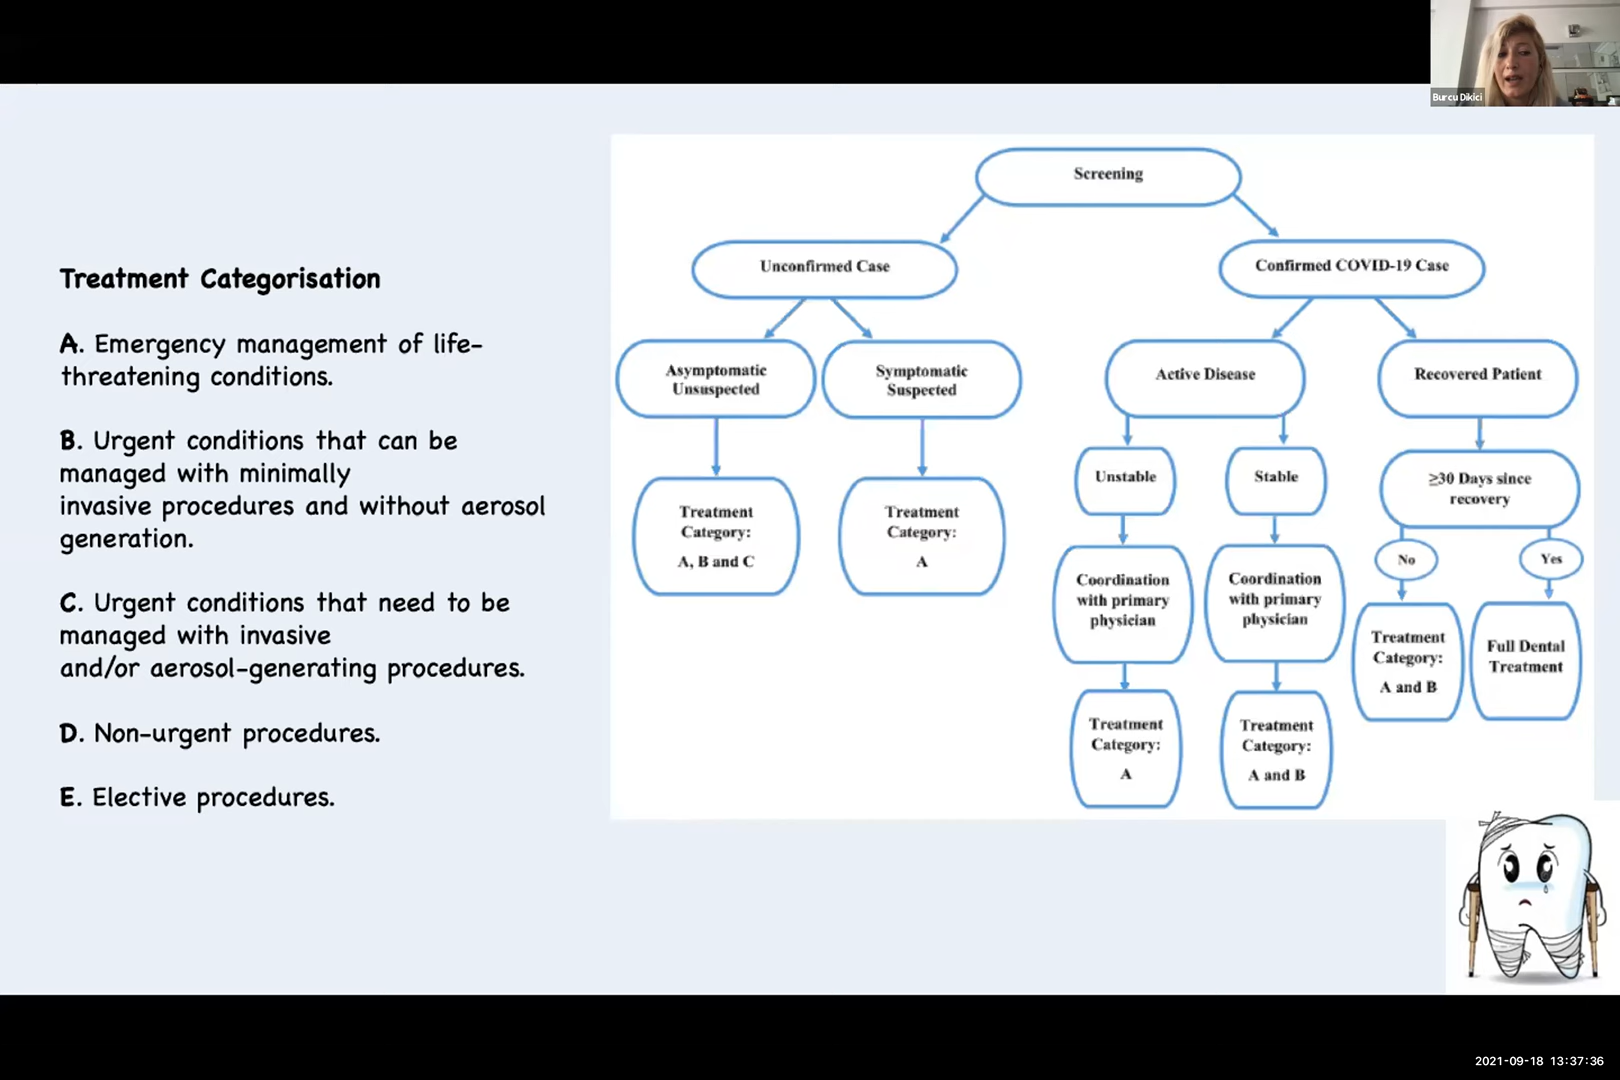 Burcu Dikici
Treatment Categorisation
A. Emergency management of life-
threatening conditions.
B. Urgent conditions that can be
managed with minimally
invasive procedures and without aerosol
generation.
C. Urgent conditions that need to be
managed with invasive
and/or aerosol-generating procedures.
D. Non-urgent procedures.
E. Elective procedures.
Screening
Unconfirmed Case
Confirmed COVID-19 Case
Asymptomatic
Unsuspected
Symptomatic
Suspected
Active Disease
Recovered Patient
Unstable
Stable
≥30 Days since
recovery
Treatment
Category:
A, B and C
Treatment
Category:
A
No
Yes
Coordination
with primary
physician
Coordination
with primary
physician
Treatment
Category:
A and B
Full Dental
Treatment
Treatment
Category:
A
Treatment
Category:
A and B
2021-09-18 13:37:36